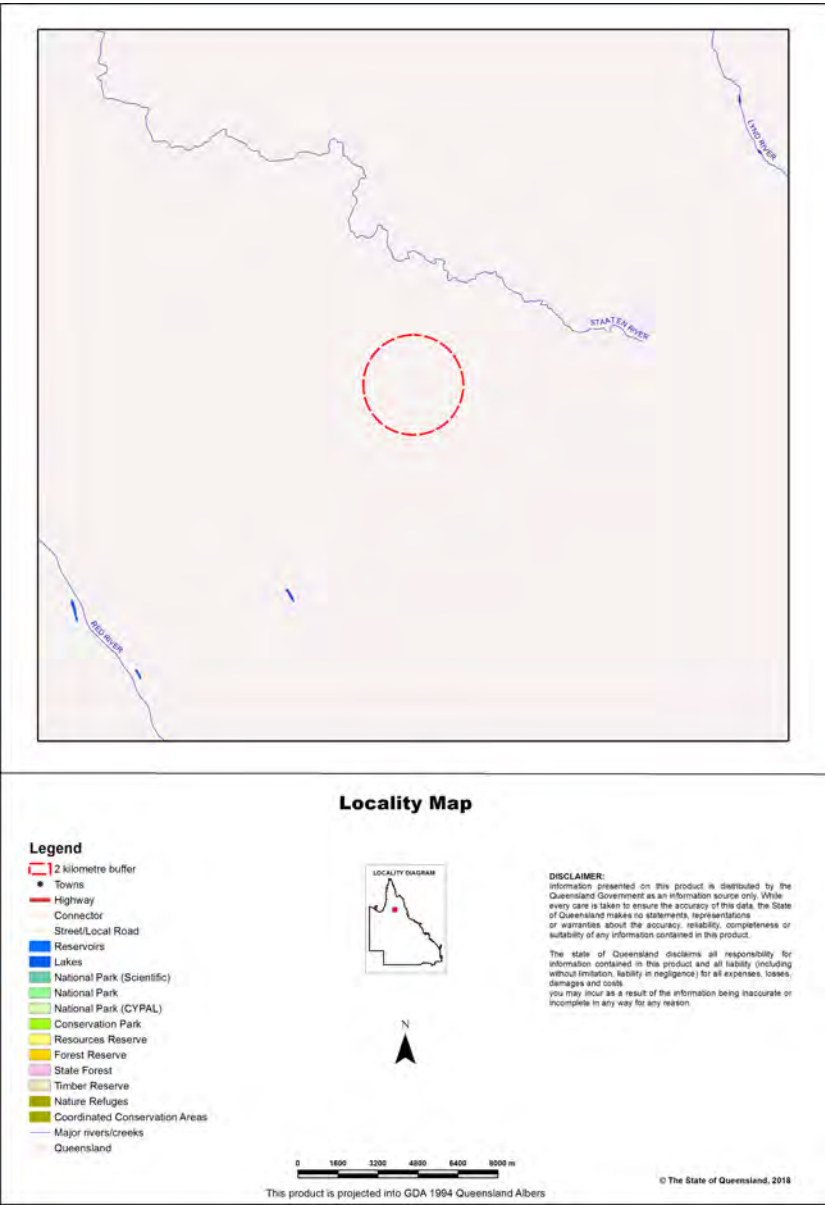 LYND RIVER
STAATEN RIVER
RED RIVER
Locality Map
Legend
2 kilometre buffer
Towns
Highway
Connector
Street/Local Road
Reservoirs
Lakes
National Park (Scientific)
National Park
National Park (CYPAL)
Conservation Park
Resources Reserve
Forest Reserve
State Forest
Timber Reserve
Nature Refuges
Coordinated Conservation Areas
Major rivers/creeks
Queensland
LOCALITY DIAGRAM
N
0 1600 3200 4800 6400 8000 m
This product is projected into GDA 1994 Queensland Albers
DISCLAIMER:
Information presented on this product is distributed by the
Queensland Government as an information source only. While
every care is taken to ensure the accuracy of this data, the State
of Queensland makes no statements, representations
or warranties about the accuracy, reliability, completeness or
suitability of any information contained in this product.
The state of Queensland disclaims all responsibility for
information contained in this product and all liability (including
without limitation, liability in negligence) for all expenses, losses,
damages and costs
you may incur as a result of the information being inaccurate or
incomplete in any way for any reason.
© The State of Queensland, 2018